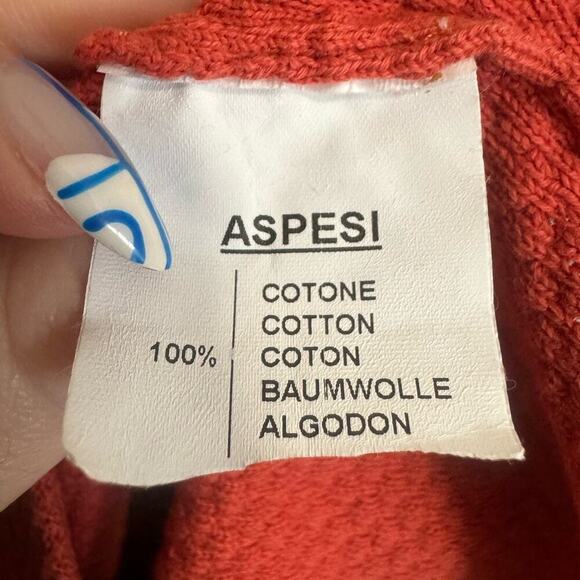 ASPESI
COTONE
COTTON
100% COTON
BAUMWOLLE
ALGODON